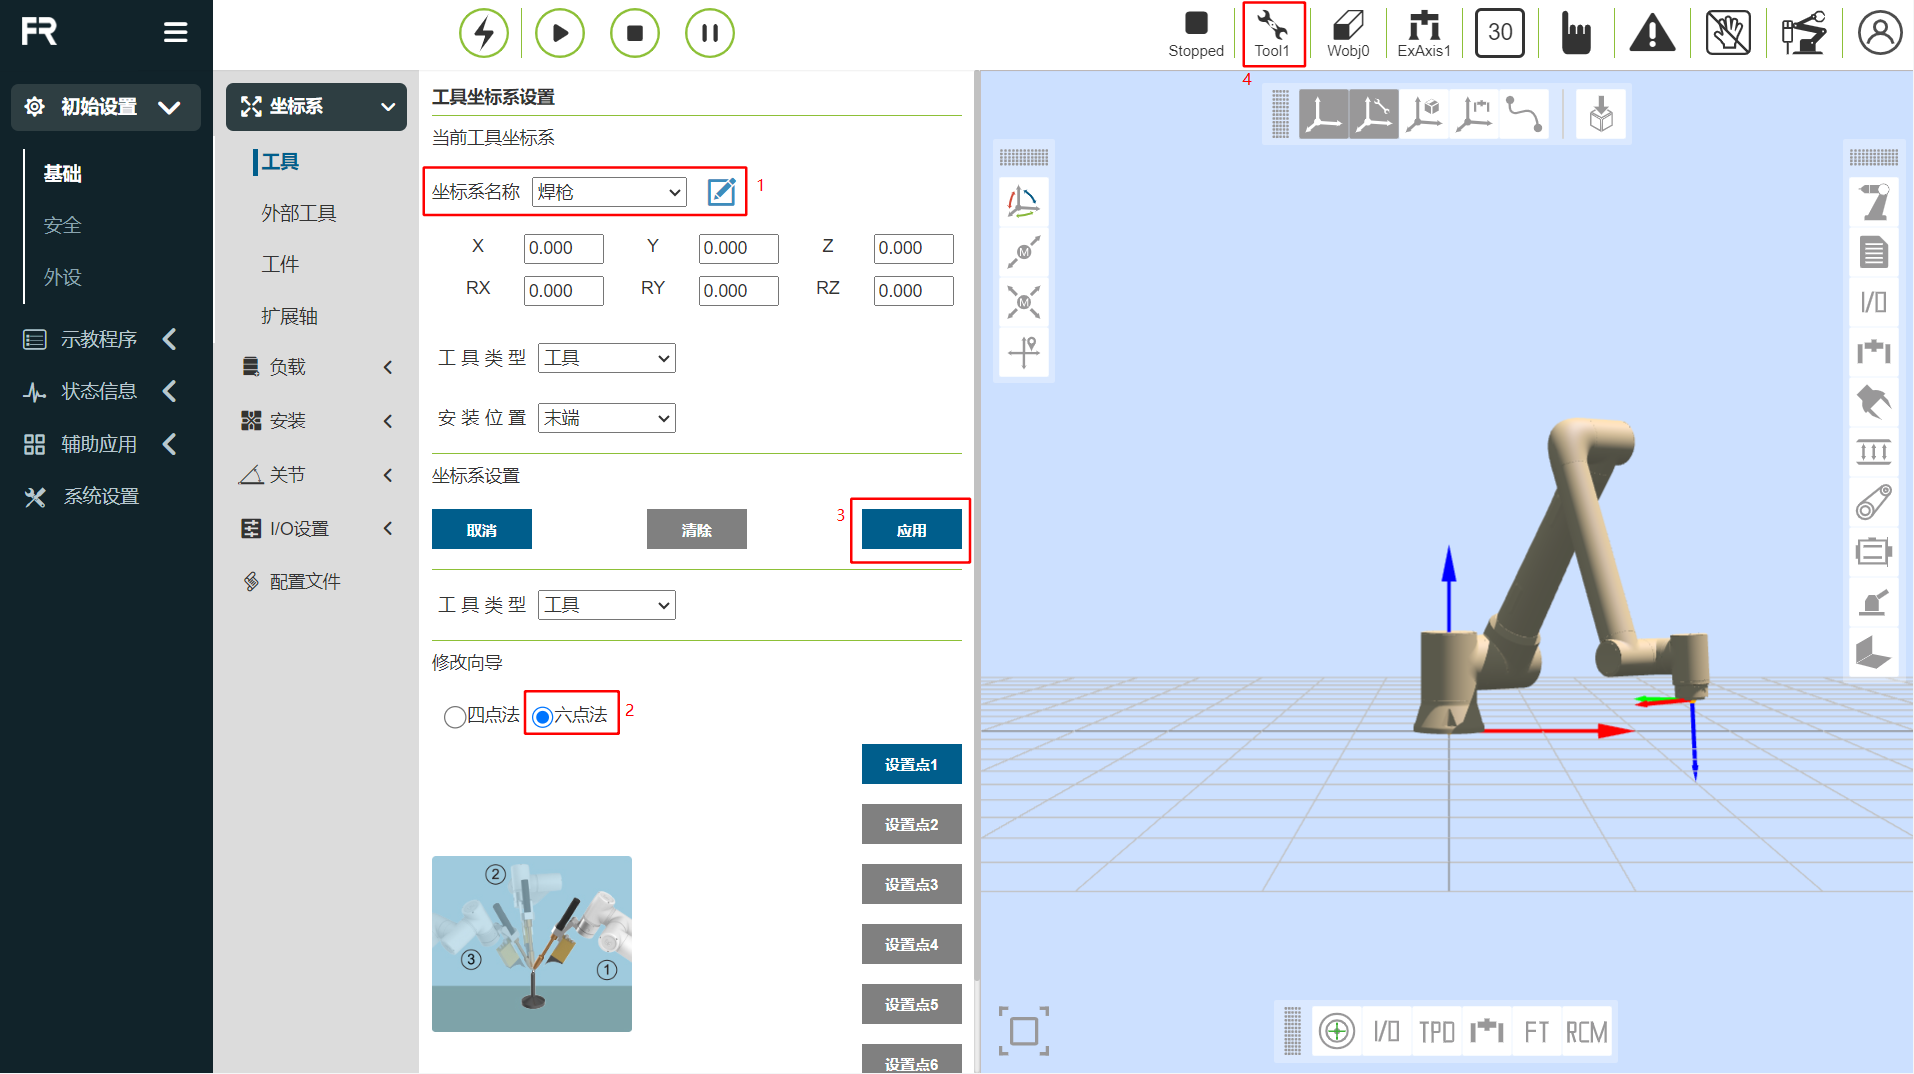 FR
Stopped
Tool1
Wobj0
ExAxis1
30
4
初始设置
基础
安全
外设
示教程序
状态信息
辅助应用
系统设置
坐标系
工具
外部工具
工件
扩展轴
负载
安装
关节
I/O设置
配置文件
工具坐标系设置
当前工具坐标系
坐标系名称 焊枪 1
X 0.000 Y 0.000 Z 0.000
RX 0.000 RY 0.000 RZ 0.000
工具类型 工具
安装位置 末端
坐标系设置
取消 清除 3 应用
工具类型 工具
修改向导
四点法 六点法 2
设置点1
设置点2
设置点3
设置点4
设置点5
设置点6
②
③
①
M
M
I/O
I/O TPD FT RCM